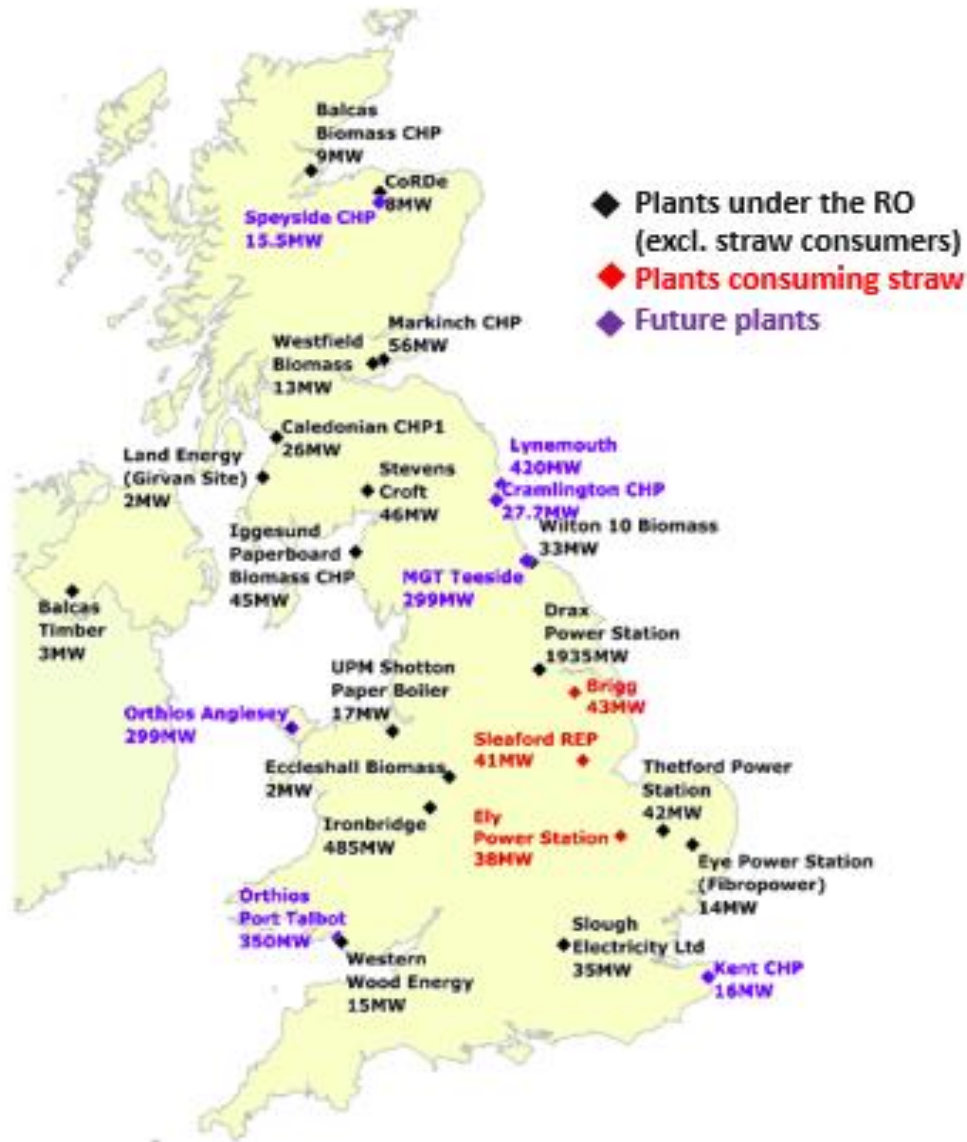 Balcas
Biomass CHP
9MW
CoRDe
8MW
Speyside CHP
15.5MW
Plants under the RO
(excl. straw consumers)
Plants consuming straw
Future plants
Markinch CHP
56MW
Westfield
Biomass
13MW
Caledonian CHP1
26MW
Land Energy
(Girvan Site)
2MW
Stevens
Croft
46MW
Lynemouth
420MW
Cramlington CHP
27.7MW
Wilton 10 Biomass
33MW
Iggesund
Paperboard
Biomass CHP
45MW
MGT Teeside
299MW
Balcas
Timber
3MW
Drax
Power Station
1935MW
UPM Shotton
Paper Boiler
17MW
Brigg
43MW
Orthios Anglesey
299MW
Sleaford REP
41MW
Eccleshall Biomass
2MW
Thetford Power
Station
42MW
Ironbridge
485MW
Ely
Power Station
38MW
Eye Power Station
(Fibropower)
14MW
Orthios
Port Talbot
350MW
Western
Wood Energy
15MW
Slough
Electricity Ltd
35MW
Kent CHP
16MW